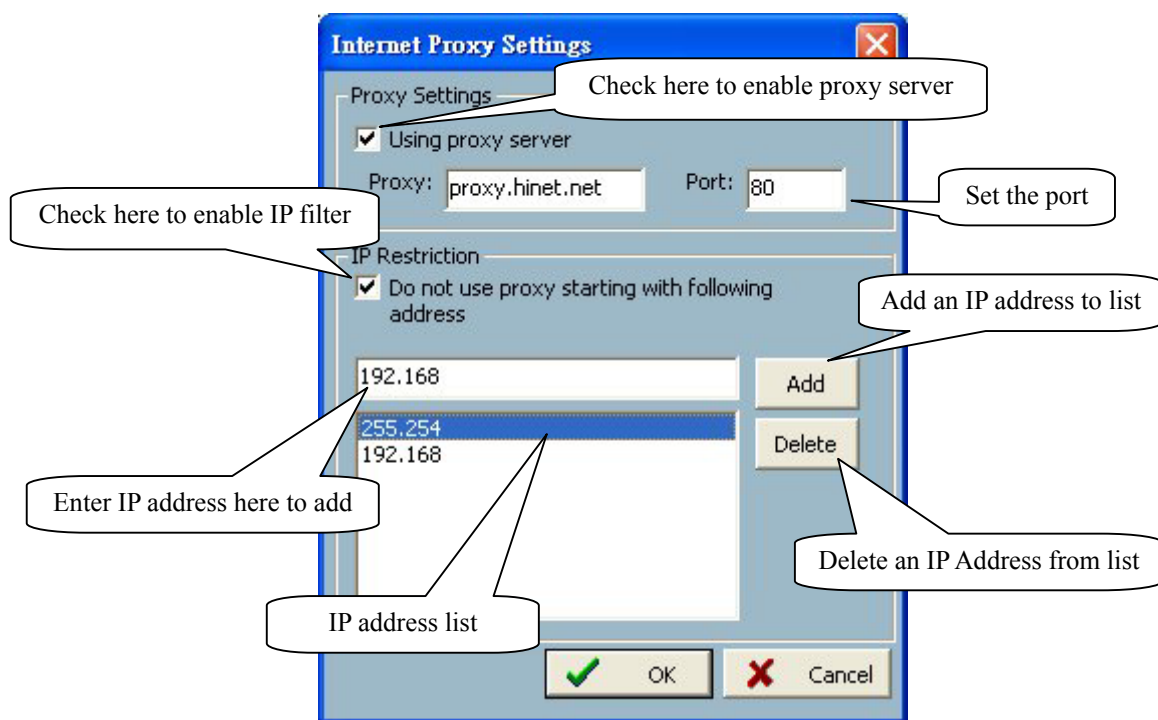 Internet Proxy Settings
Proxy Settings
Check here to enable proxy server
Using proxy server
Proxy: proxy.hinet.net Port: 80
Set the port
Check here to enable IP filter
IP Restriction
Do not use proxy starting with following
address
Add an IP address to list
192.168
Add
255.254
192.168
Delete
Enter IP address here to add
Delete an IP Address from list
IP address list
OK
Cancel